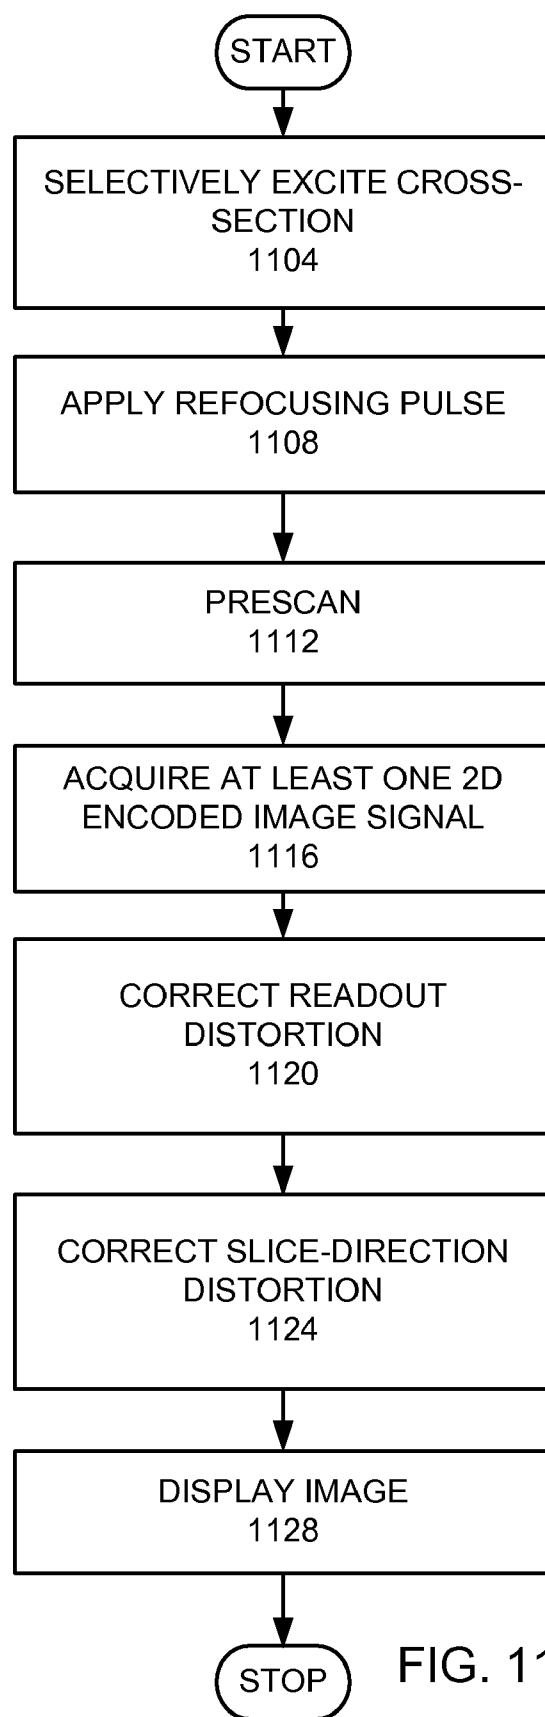 START
SELECTIVELY EXCITE CROSS-
SECTION
1104
APPLY REFOCUSING PULSE
1108
PRESCAN
1112
ACQUIRE AT LEAST ONE 2D
ENCODED IMAGE SIGNAL
1116
CORRECT READOUT
DISTORTION
1120
CORRECT SLICE-DIRECTION
DISTORTION
1124
DISPLAY IMAGE
1128
STOP
FIG. 11